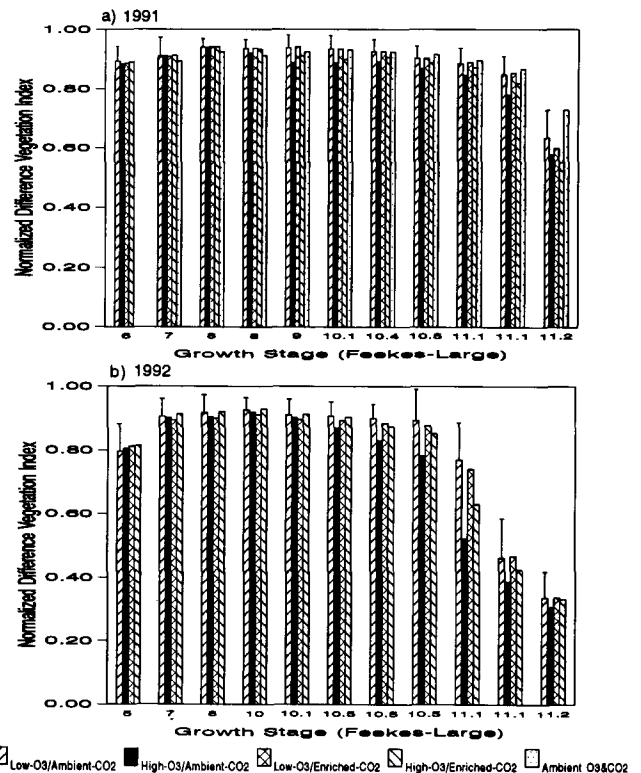 a) 1991
Normalized Difference Vegetation Index
1.00
0.80
0.60
0.40
0.20
0.00
6 7 8 8 9 10.1 10.4 10.5 11.1 11.1 11.2
Growth Stage (Feekes-Large)
b) 1992
Normalized Difference Vegetation Index
1.00
0.80
0.60
0.40
0.20
0.00
7 8 10 10.1 10.5 10.5 11.1 11.1 11.2
Growth Stage (Feekes-Large)
Low-O3/Ambient-CO2 High-O3/Ambient-CO2 Low-O3/Enriched-CO2 High-O3/Enriched-CO2 Ambient O3&CO2